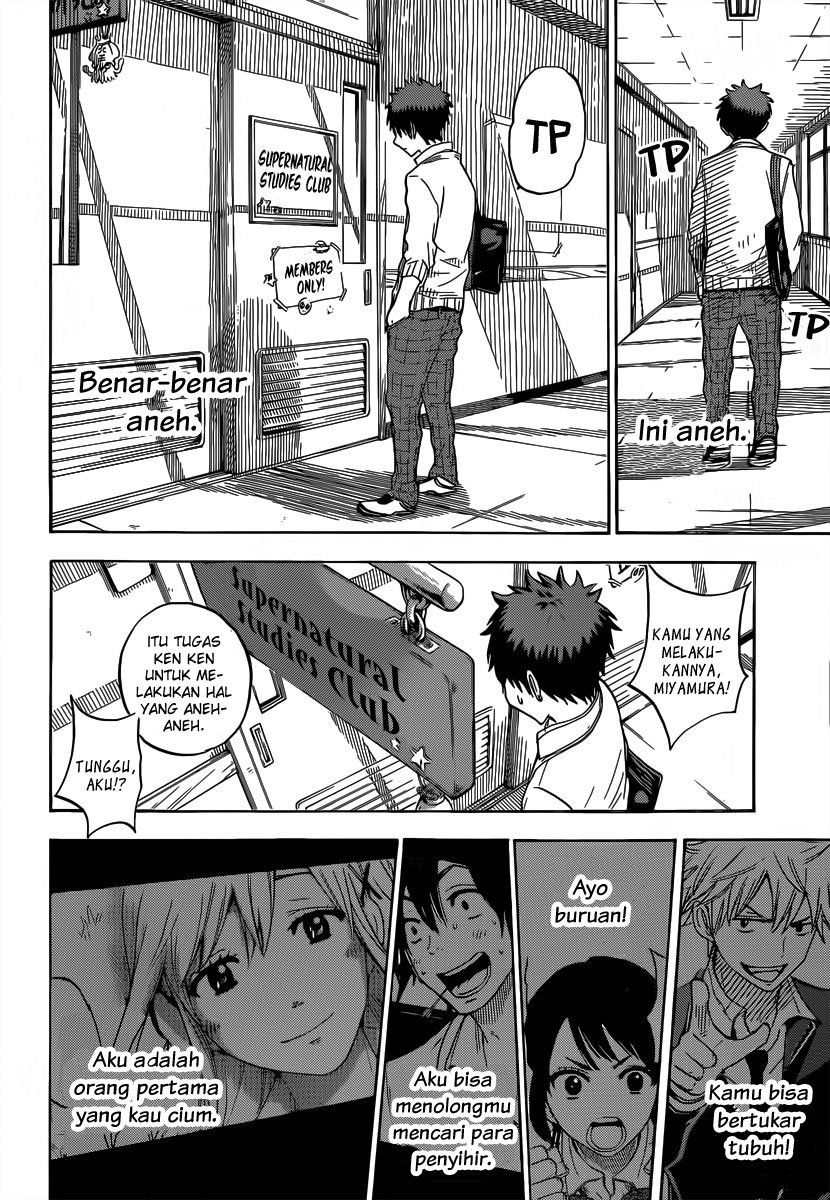 TP
TP
Ini aneh.
TP
SUPERNATURAL
STUDIES CLUB
MEMBERS
ONLY!
Benar-benar
aneh.
KAMU YANG
MELAKU-
KANNYA,
MIYAMURA!
Supernatural
Studies Club
ITU TUGAS
KEN KEN
UNTUK ME-
LAKUKAN HAL
YANG ANEH-
ANEH.
TUNGGU,
AKU!?
Kamu bisa
bertukar
tubuh!
Ayo
buruan!
Aku bisa
menolongmu
mencari para
penyihir.
Aku adalah
orang pertama
yang kau cium.